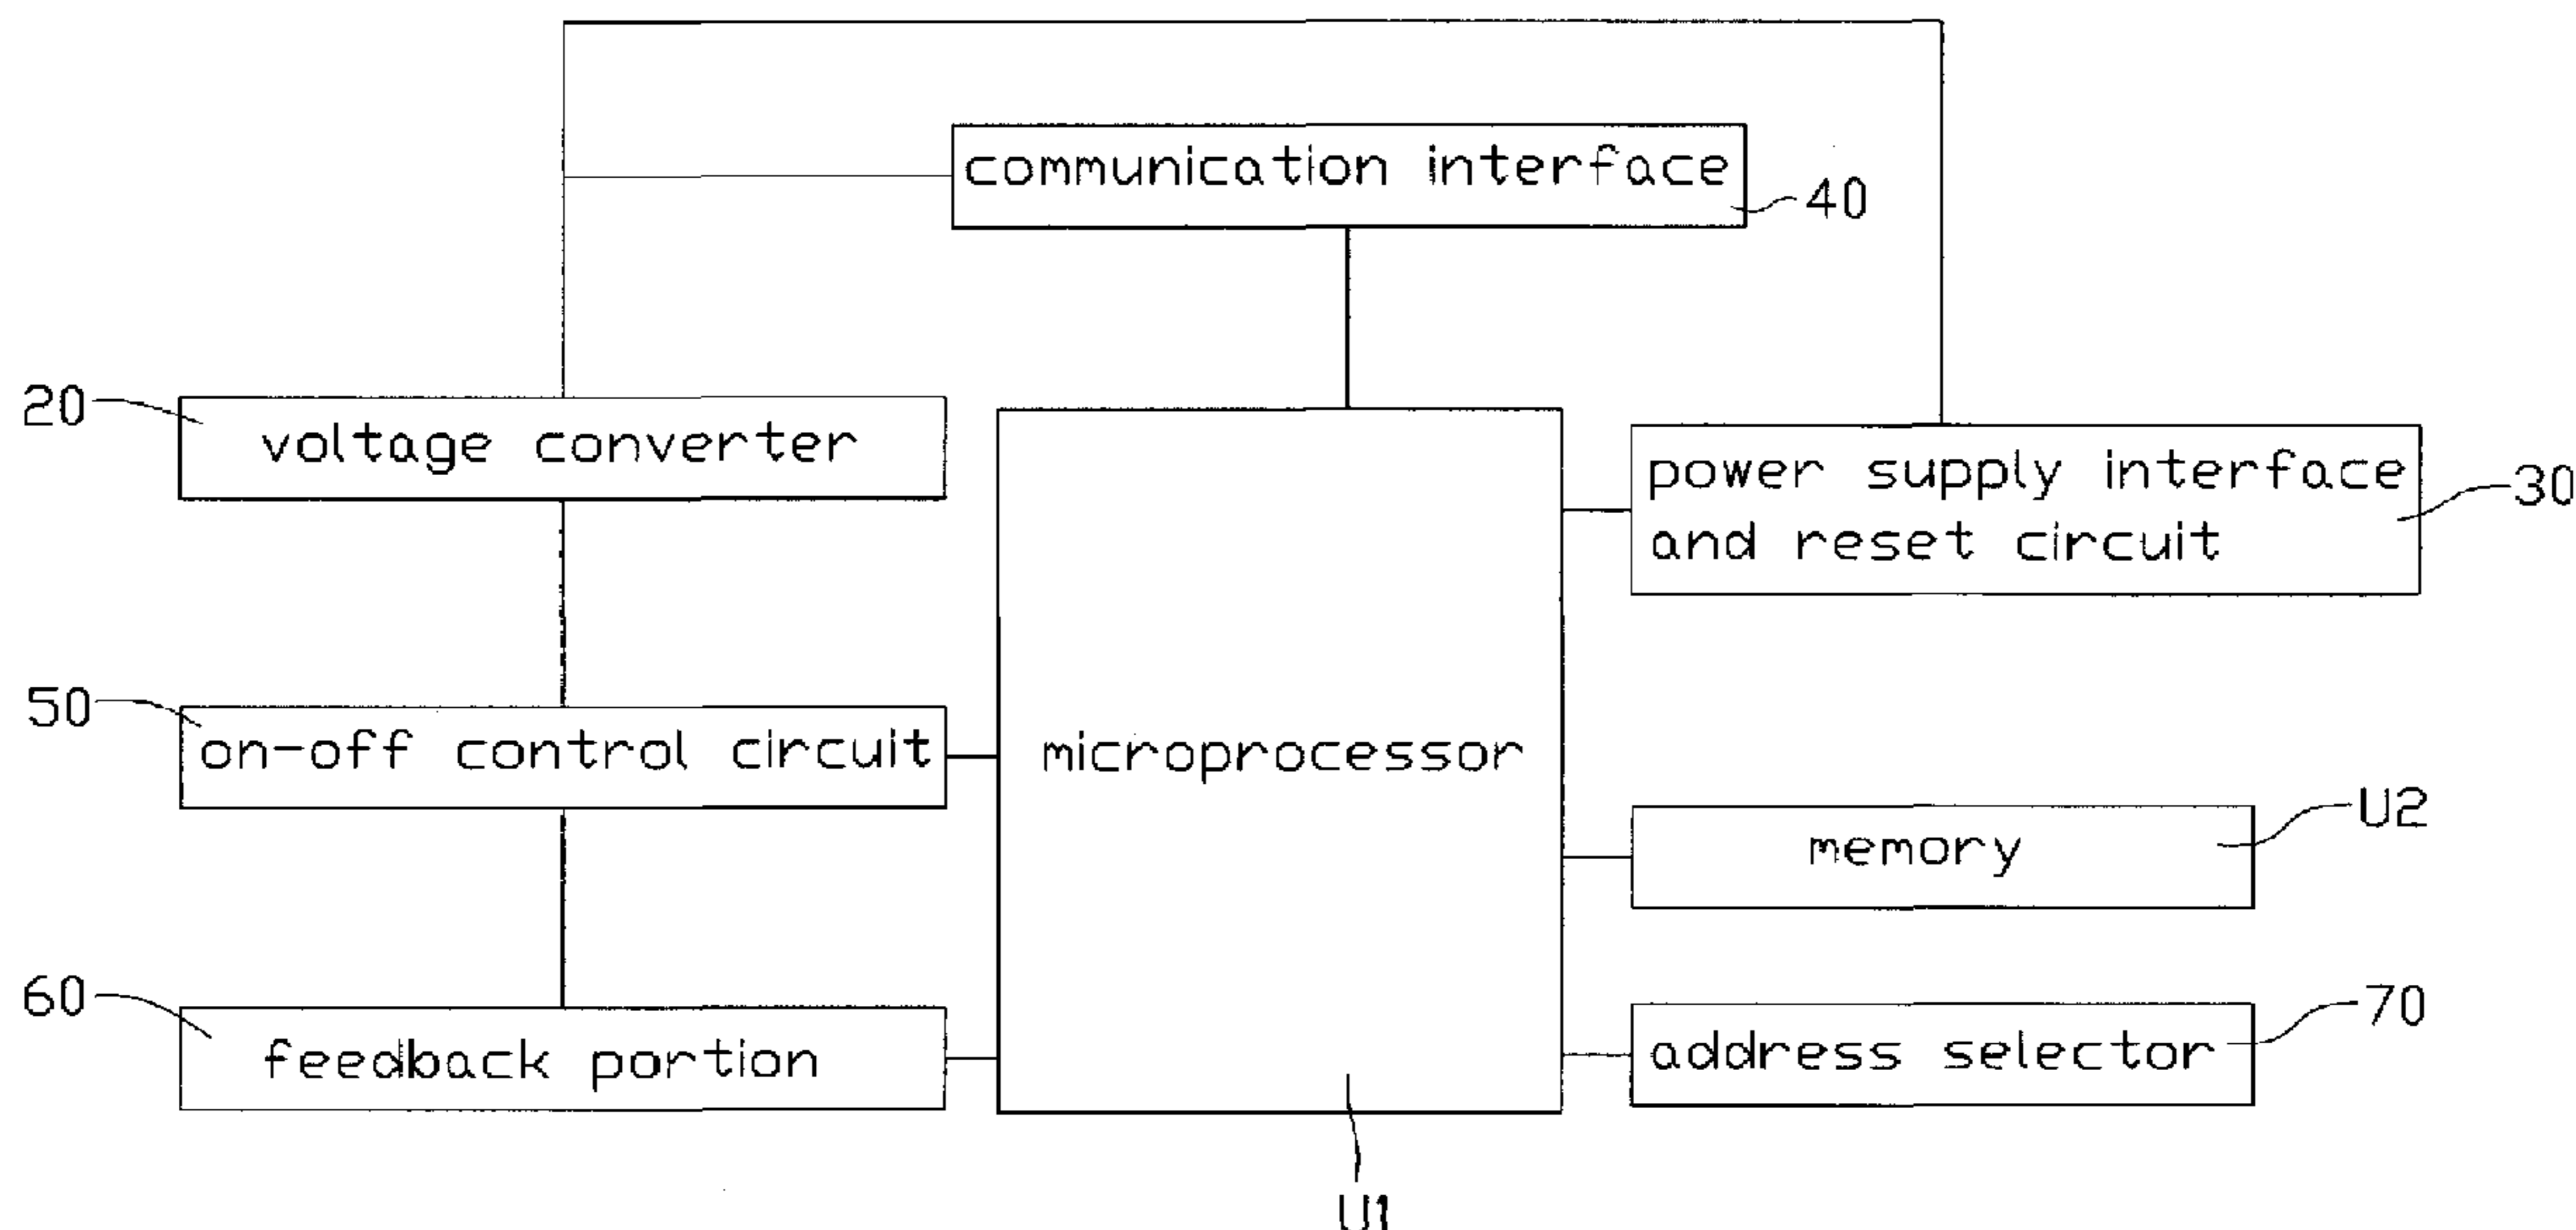 communication interface
40
20
voltage converter
power supply interface
and reset circuit
30
50
on-off control circuit
microprocessor
memory
U2
60
feedback portion
address selector
70
U1